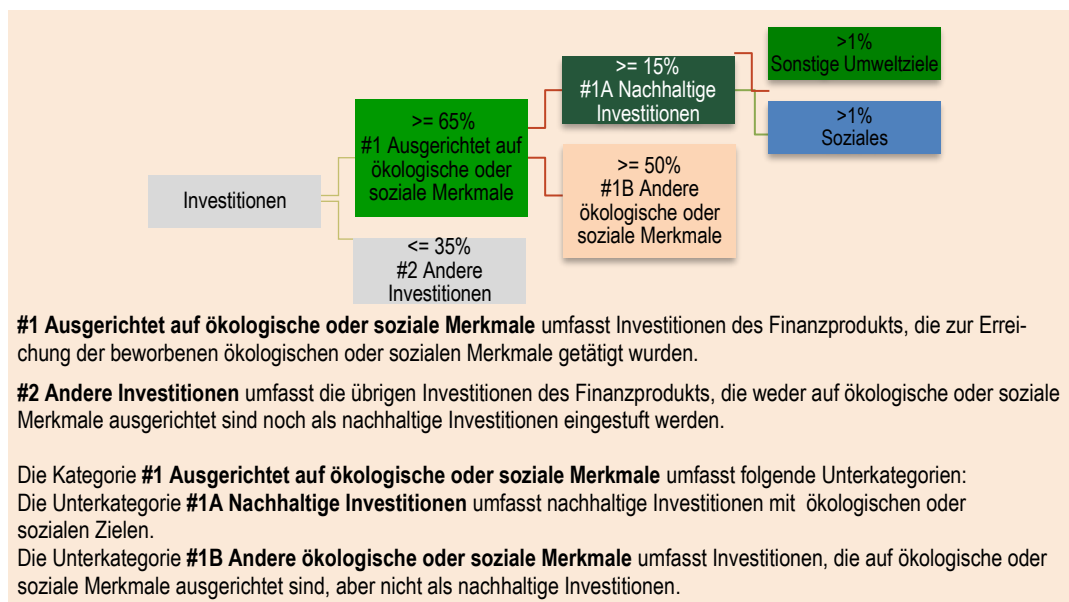 >1%
Sonstige Umweltziele
>= 15%
#1A Nachhaltige
Investitionen
>1%
Soziales
>= 65%
#1 Ausgerichtet auf
ökologische oder
soziale Merkmale
>= 50%
#1B Andere
ökologische oder
soziale Merkmale
Investitionen
<= 35%
#2 Andere
Investitionen
#1 Ausgerichtet auf ökologische oder soziale Merkmale umfasst Investitionen des Finanzprodukts, die zur Errei-
chung der beworbenen ökologischen oder sozialen Merkmale getätigt wurden.
#2 Andere Investitionen umfasst die übrigen Investitionen des Finanzprodukts, die weder auf ökologische oder soziale
Merkmale ausgerichtet sind noch als nachhaltige Investitionen eingestuft werden.
Die Kategorie #1 Ausgerichtet auf ökologische oder soziale Merkmale umfasst folgende Unterkategorien:
Die Unterkategorie #1A Nachhaltige Investitionen umfasst nachhaltige Investitionen mit ökologischen oder
sozialen Zielen.
Die Unterkategorie #1B Andere ökologische oder soziale Merkmale umfasst Investitionen, die auf ökologische oder
soziale Merkmale ausgerichtet sind, aber nicht als nachhaltige Investitionen.